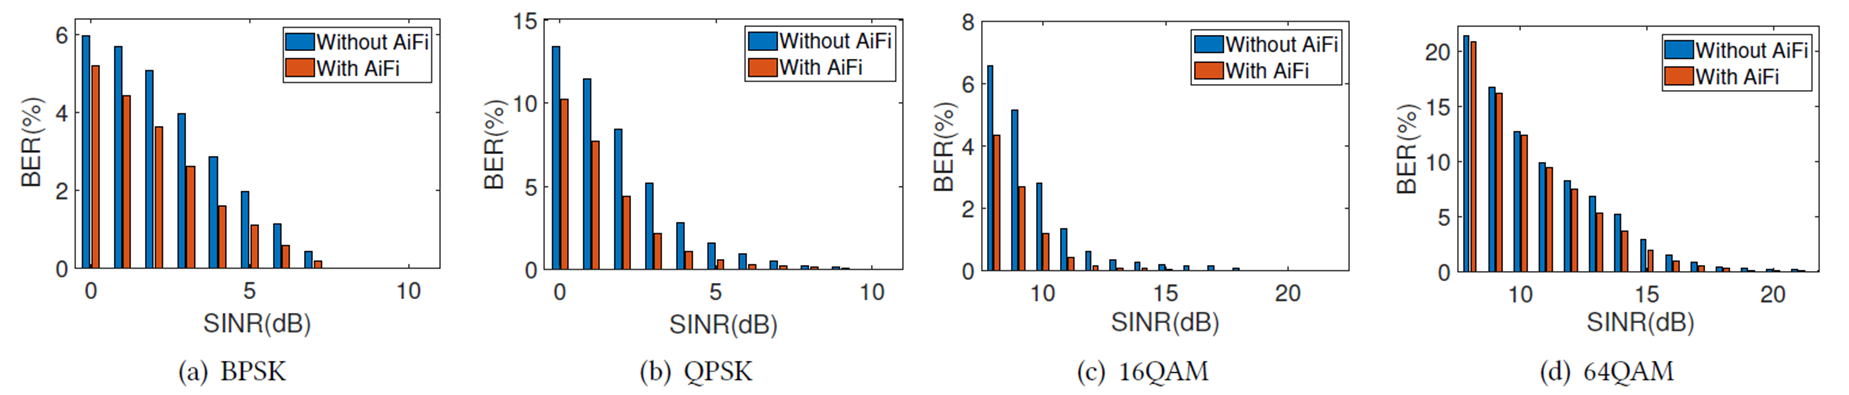 6
4
2
0
BER(%)
Without AiFi
With AiFi
0
5
10
SINR(dB)
(a) BPSK
15
10
5
0
BER(%)
Without AiFi
With AiFi
0
5
10
SINR(dB)
(b) QPSK
8
6
4
2
0
BER(%)
Without AiFi
With AiFi
10
15
20
SINR(dB)
(c) 16QAM
20
15
10
5
0
BER(%)
Without AiFi
With AiFi
10
15
20
SINR(dB)
(d) 64QAM